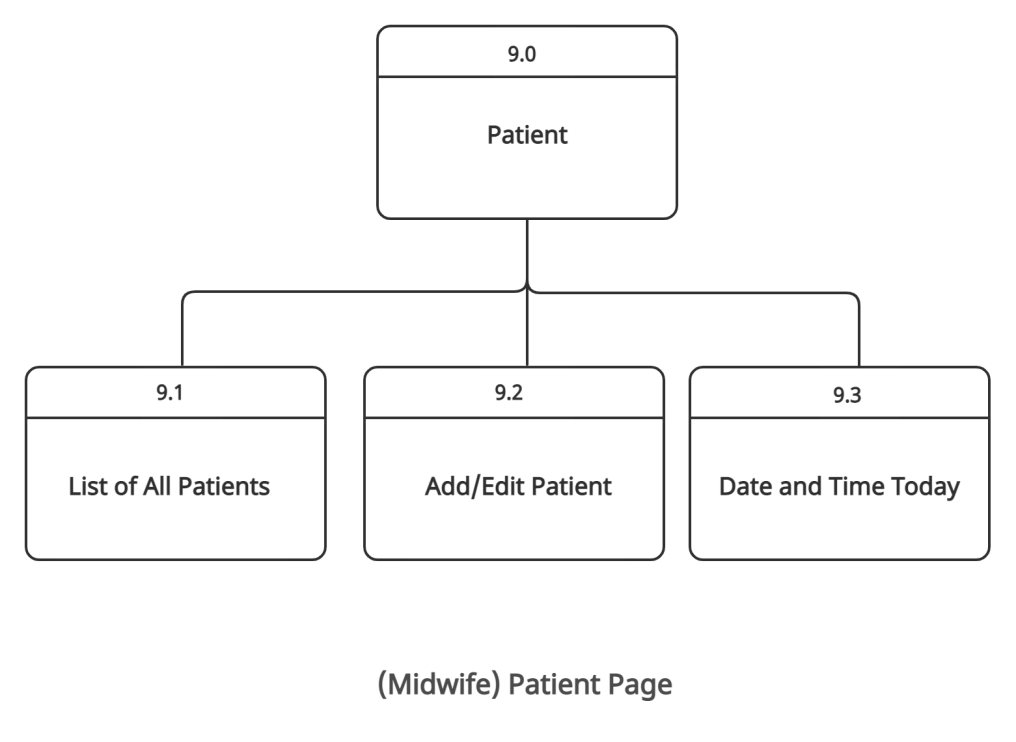 9.0
Patient
9.1
List of All Patients
9.2
Add/Edit Patient
9.3
Date and Time Today
(Midwife) Patient Page